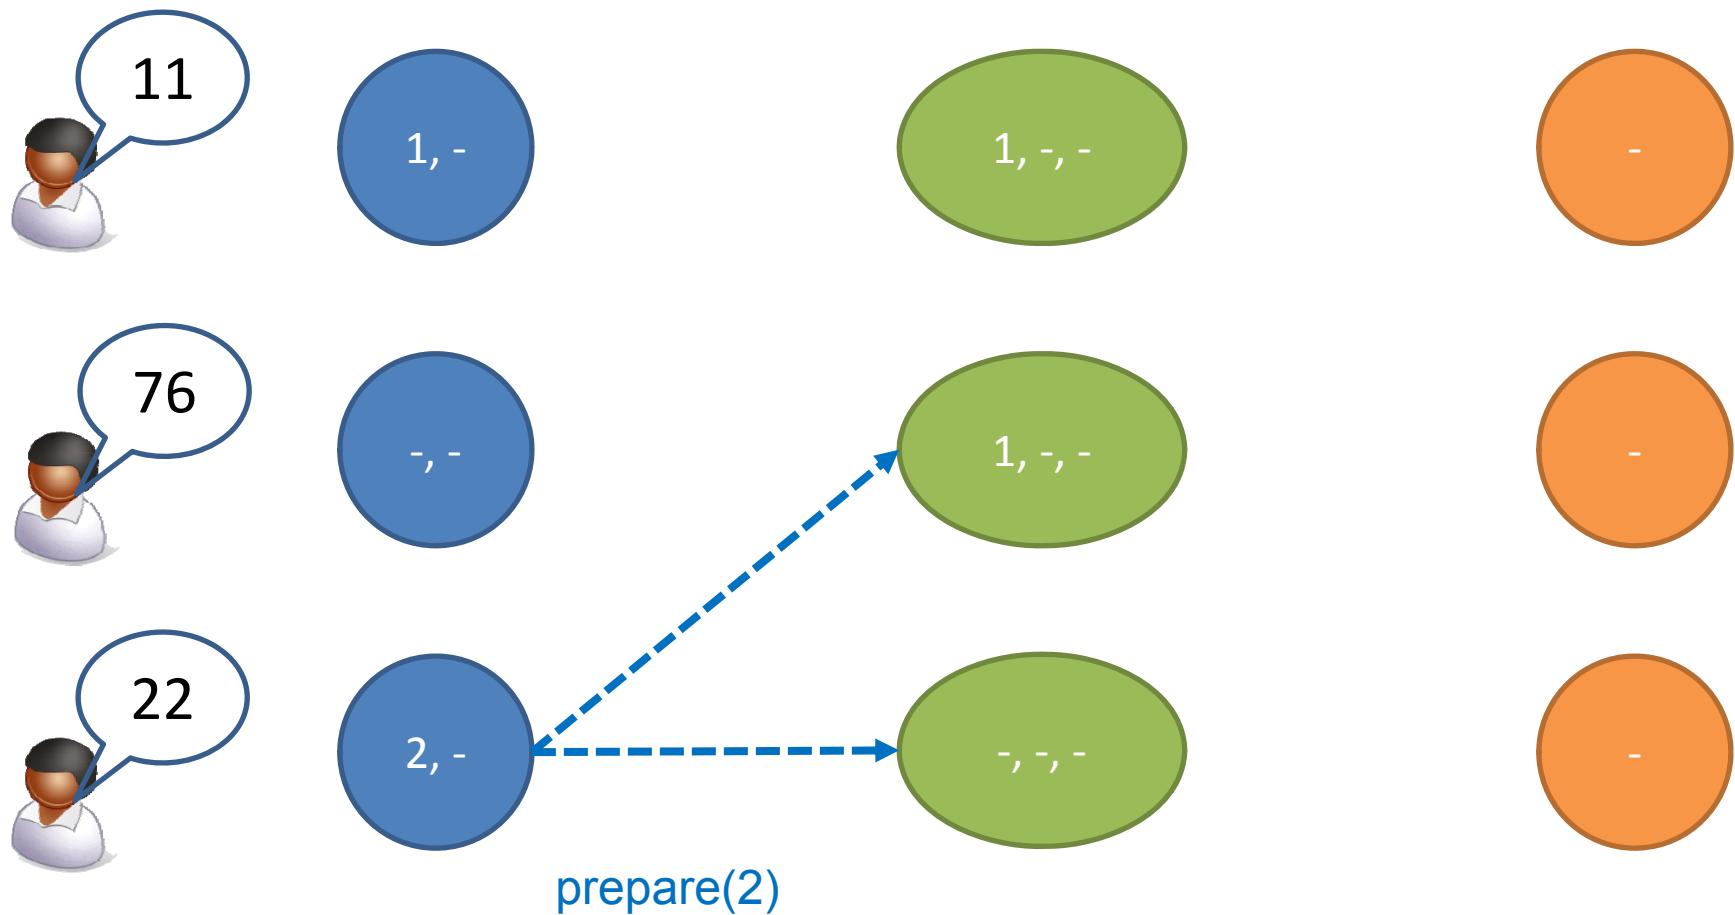 11
1, -
1, -, -
-
76
-, -
1, -, -
-
22
2, -
-, -, -
-
prepare(2)